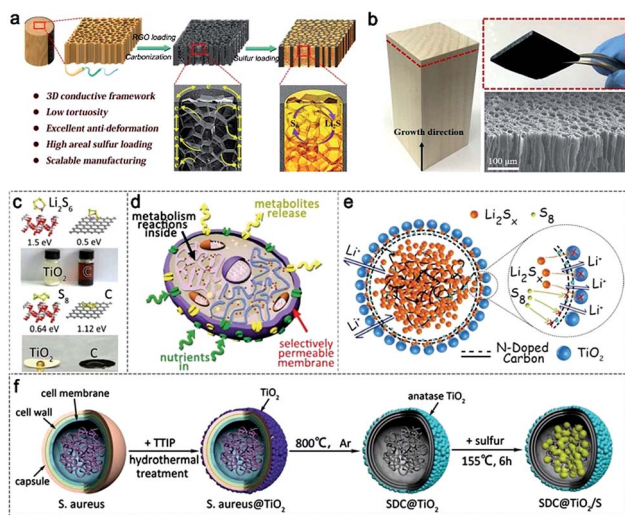 a
RGO loading
Carbonization
Sulfur loading
3D conductive framework
Low tortuosity
Excellent anti-deformation
High areal sulfur loading
Scalable manufacturing
S8
Li2S
b
Growth direction
100 μm
c
Li2S6
1.5 eV
0.5 eV
TiO2
C
S8
C
0.64 eV
1.12 eV
TiO2
C
d
metabolites
release
metabolism
reactions
inside
nutrients
in
selectively
permeable
membrane
e
Li2Sx
S8
Li+
Li+
Li2Sx
S8
Li+
Li+
Li+
N-Doped
Carbon
TiO2
f
cell membrane
cell wall
capsule
S. aureus
+ TTIP
hydrothermal
treatment
TiO2
S. aureus@TiO2
800℃, Ar
anatase TiO2
SDC@TiO2
+ sulfur
155℃, 6h
SDC@TiO2/S